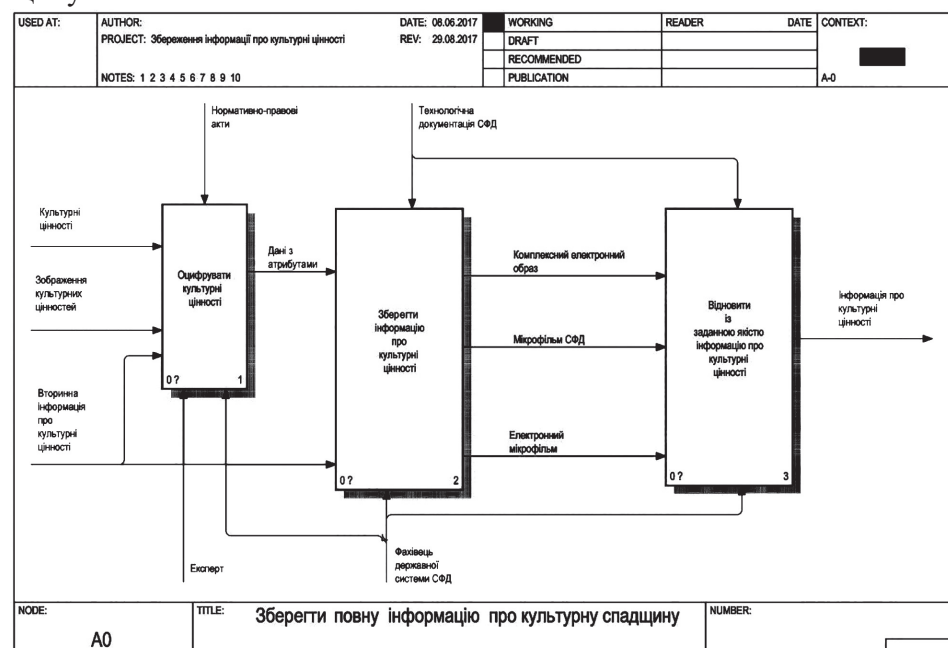 USED AT:
AUTHOR:
DATE: 08.06.2017
WORKING
READER
DATE
CONTEXT:
PROJECT: Збереження інформації про культурні цінності
REV: 29.08.2017
DRAFT
RECOMMENDED
NOTES: 1 2 3 4 5 6 7 8 9 10
PUBLICATION
A-0
Нормативно-правові
акти
Технологічна
документація СФД
Культурні
цінності
Зображення
культурних
цінностей
Вторинна
інформація
про
культурні
цінності
Оцифрувати
культурні
цінності
0 ?
1
Дані з
атрибутами
Зберегти
інформацію
про
культурні
цінності
0 ?
2
Комплексний електронний
образ
Мікрофільм СФД
Електронний
мікрофільм
Відновити
із
заданною якістю
інформацію про
культурні
цінності
0 ?
3
Інформація про
культурні
цінності
Експерт
Фахівець
державної
системи СФД
NODE:
A0
TITLE:
Зберегти повну інформацію про культурну спадщину
NUMBER: